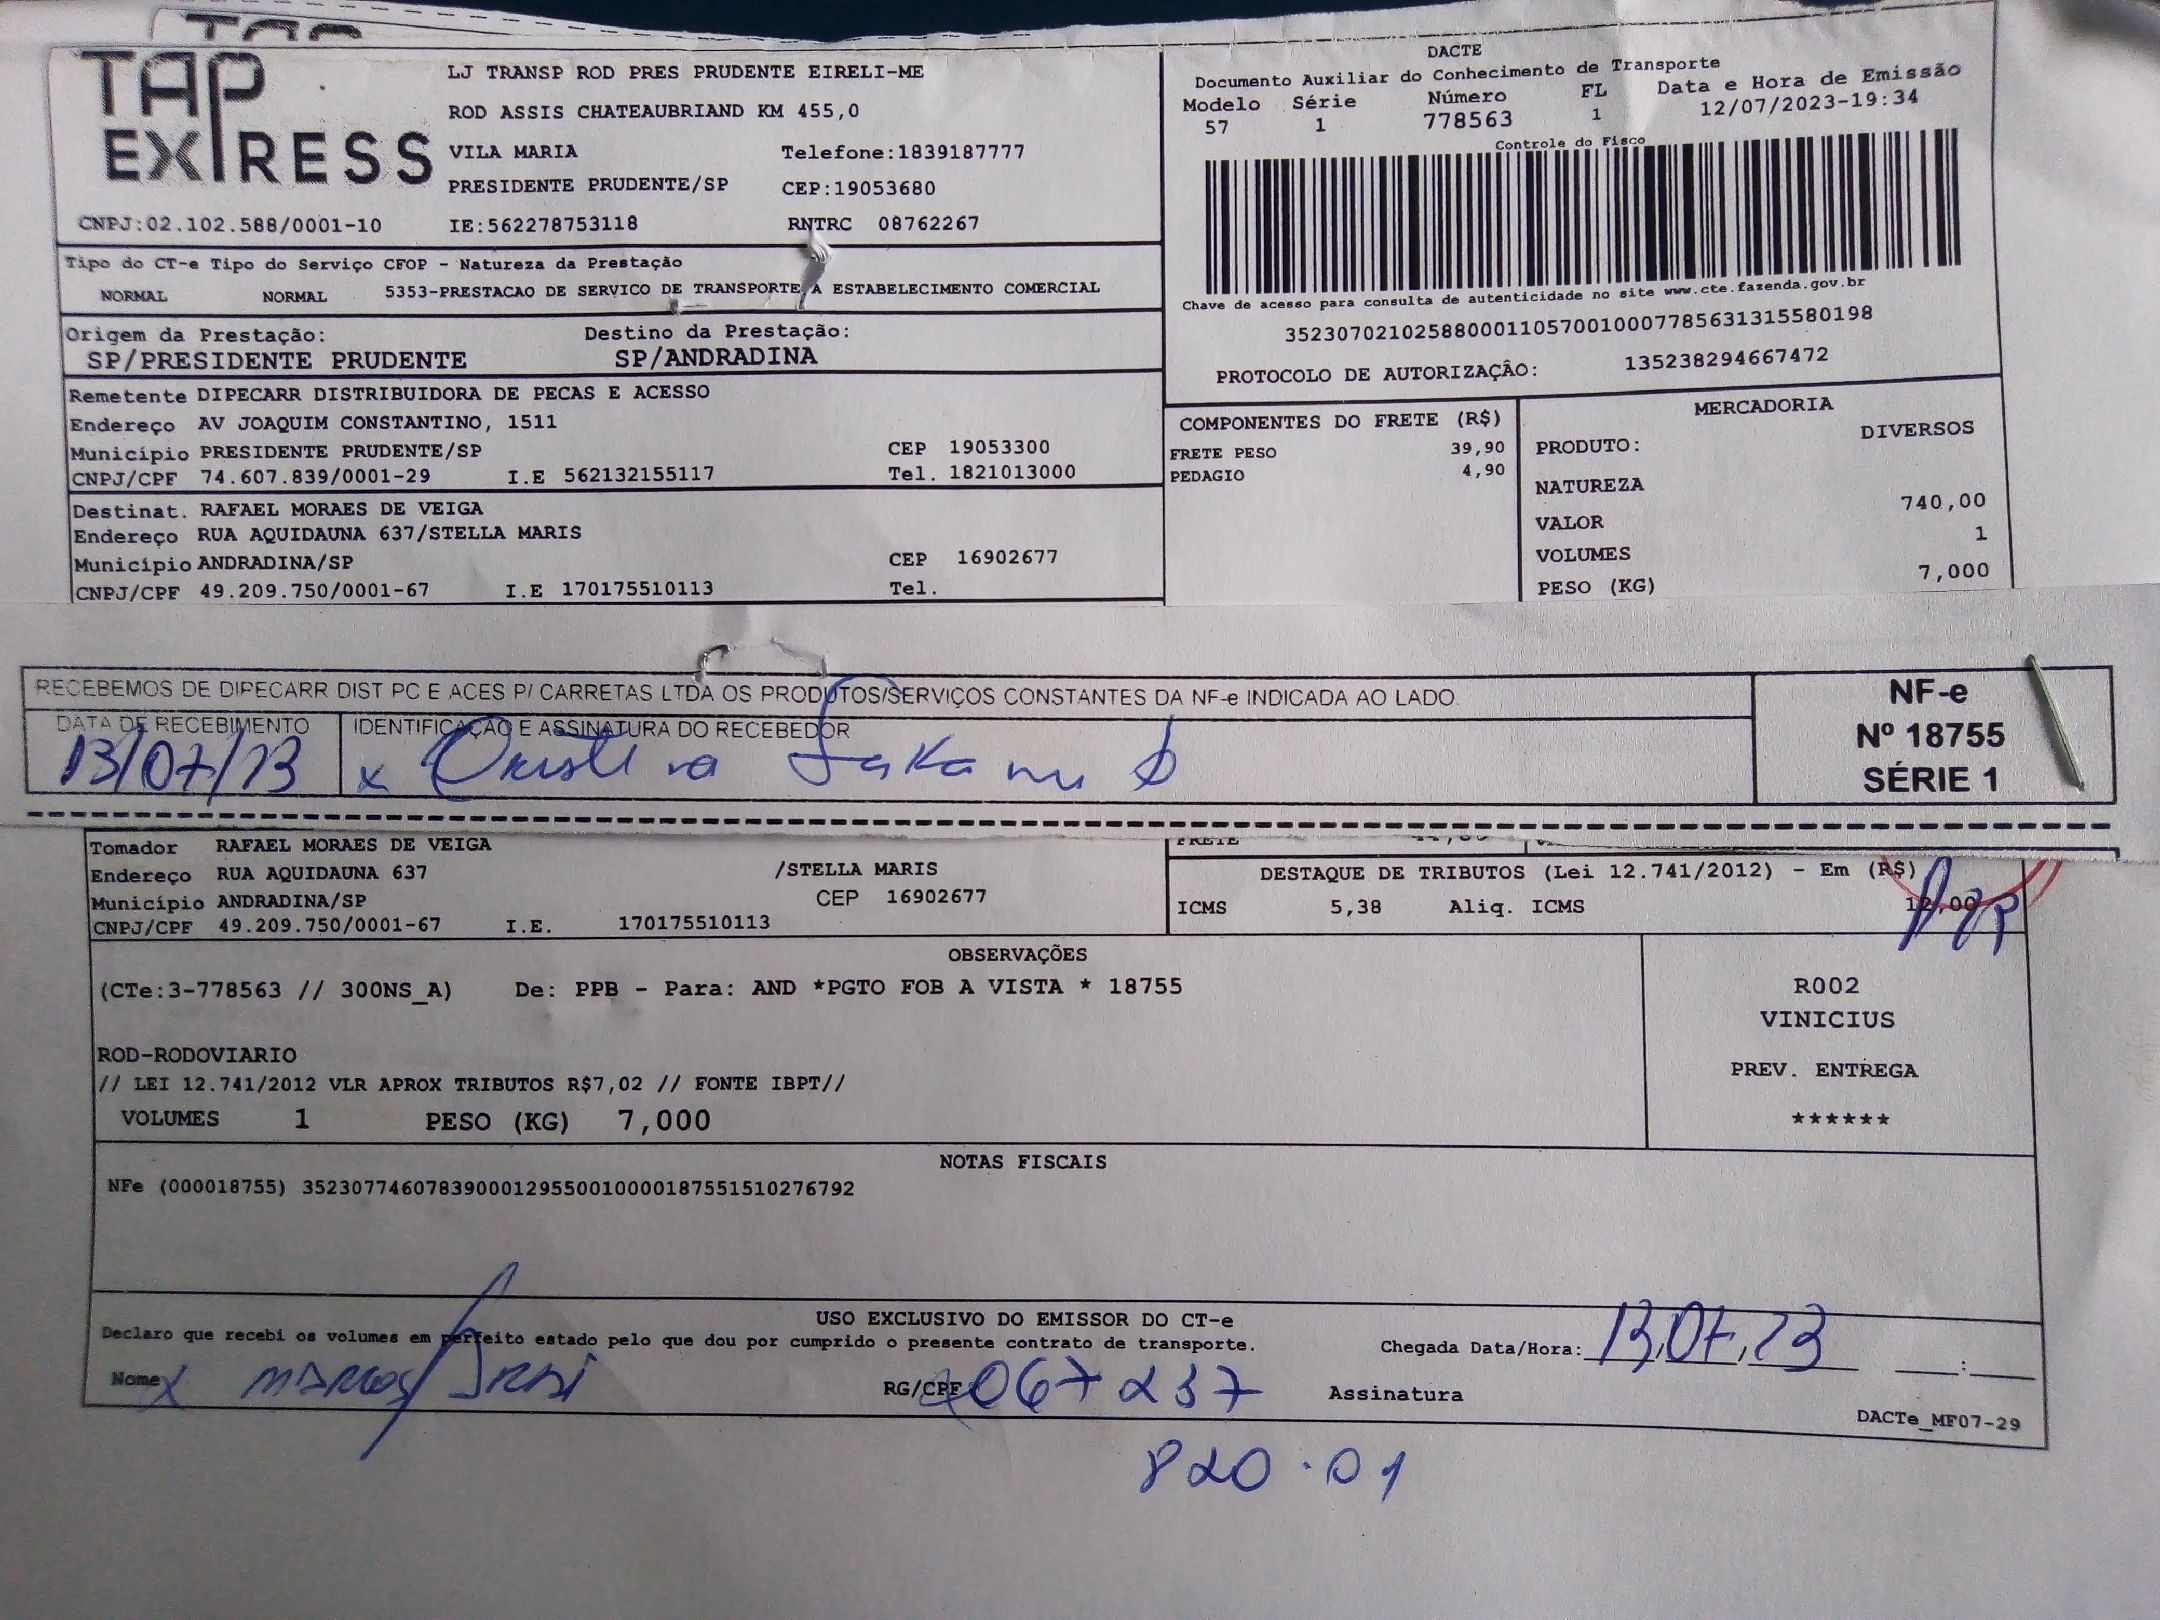 TAP
EXPRESS
LJ TRANSP ROD PRES PRUDENTE EIRELI-ME
ROD ASSIS CHATEAUBRIAND KM 455,0
VILA MARIA Telefone:1839187777
PRESIDENTE PRUDENTE/SP CEP:19053680
CNPJ:02.102.588/0001-10 IE:562278753118 RNTRC 08762267
DACTE
Documento Auxiliar do Conhecimento de Transporte
Modelo Série Número FL Data e Hora de Emissão
57 1 778563 1 12/07/2023-19:34
Controle do Fisco
Chave de acesso para consulta de autenticidade no site www.cte.fazenda.gov.br
35230702102588000110570010007785631315580198
PROTOCOLO DE AUTORIZAÇÃO: 135238294667472
Tipo do CT-e Tipo do Serviço CFOP - Natureza da Prestação
NORMAL NORMAL 5353-PRESTACAO DE SERVICO DE TRANSPORTE A ESTABELECIMENTO COMERCIAL
Origem da Prestação: Destino da Prestação:
SP/PRESIDENTE PRUDENTE SP/ANDRADINA
Remetente DIPECARR DISTRIBUIDORA DE PECAS E ACESSO
Endereço AV JOAQUIM CONSTANTINO, 1511
Município PRESIDENTE PRUDENTE/SP CEP 19053300
CNPJ/CPF 74.607.839/0001-29 I.E 562132155117 Tel. 1821013000
Destinat. RAFAEL MORAES DE VEIGA
Endereço RUA AQUIDAUNA 637/STELLA MARIS
Município ANDRADINA/SP CEP 16902677
CNPJ/CPF 49.209.750/0001-67 I.E 170175510113 Tel.
COMPONENTES DO FRETE (R$)
FRETE PESO 39,90
PEDAGIO 4,90
MERCADORIA
PRODUTO: DIVERSOS
NATUREZA
VALOR 740,00
VOLUMES 1
PESO (KG) 7,000
RECEBEMOS DE DIPECARR DIST PC E ACES P/ CARRETAS LTDA OS PRODUTOS/SERVIÇOS CONSTANTES DA NF-e INDICADA AO LADO.
DATA DE RECEBIMENTO IDENTIFICAÇÃO E ASSINATURA DO RECEBEDOR
13/07/23 x
NF-e
Nº 18755
SÉRIE 1
Tomador RAFAEL MORAES DE VEIGA
Endereço RUA AQUIDAUNA 637 /STELLA MARIS
Município ANDRADINA/SP CEP 16902677
CNPJ/CPF 49.209.750/0001-67 I.E. 170175510113
FRETE
DESTAQUE DE TRIBUTOS (Lei 12.741/2012) - Em (R$)
ICMS 5,38 Aliq. ICMS 12,00
OBSERVAÇÕES
(CTe:3-778563 // 300NS_A) De: PPB - Para: AND *PGTO FOB A VISTA * 18755
ROD-RODOVIARIO
// LEI 12.741/2012 VLR APROX TRIBUTOS R$7,02 // FONTE IBPT//
VOLUMES 1 PESO (KG) 7,000
R002
VINICIUS
PREV. ENTREGA
******
NOTAS FISCAIS
NFe (000018755) 35230774607839000129550010000187551510276792
USO EXCLUSIVO DO EMISSOR DO CT-e
Declaro que recebi os volumes em perfeito estado pelo que dou por cumprido o presente contrato de transporte.
Chegada Data/Hora: 13,07,23 :
Nome x RG/CPF 067 237 Assinatura
820.01
DACTe_MF07-29